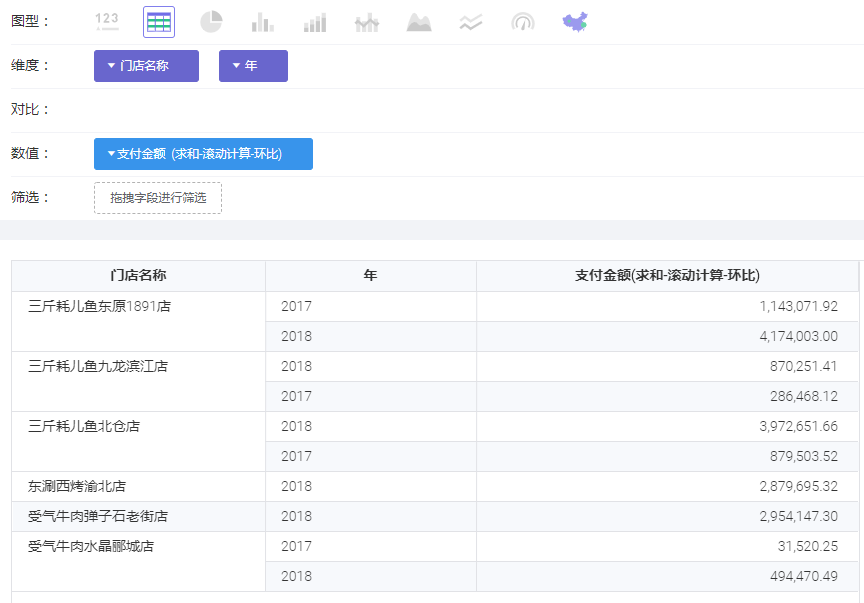 图型：
123
维度： 门店名称 年
对比：
数值： 支付金额 (求和-滚动计算-环比)
筛选： 拖拽字段进行筛选
门店名称 年 支付金额(求和-滚动计算-环比)
三斤耗儿鱼东原1891店 2017 1,143,071.92
2018 4,174,003.00
三斤耗儿鱼九龙滨江店 2018 870,251.41
2017 286,468.12
三斤耗儿鱼北仓店 2018 3,972,651.66
2017 879,503.52
东涮西烤渝北店 2018 2,879,695.32
受气牛肉弹子石老街店 2018 2,954,147.30
受气牛肉水晶郦城店 2017 31,520.25
2018 494,470.49